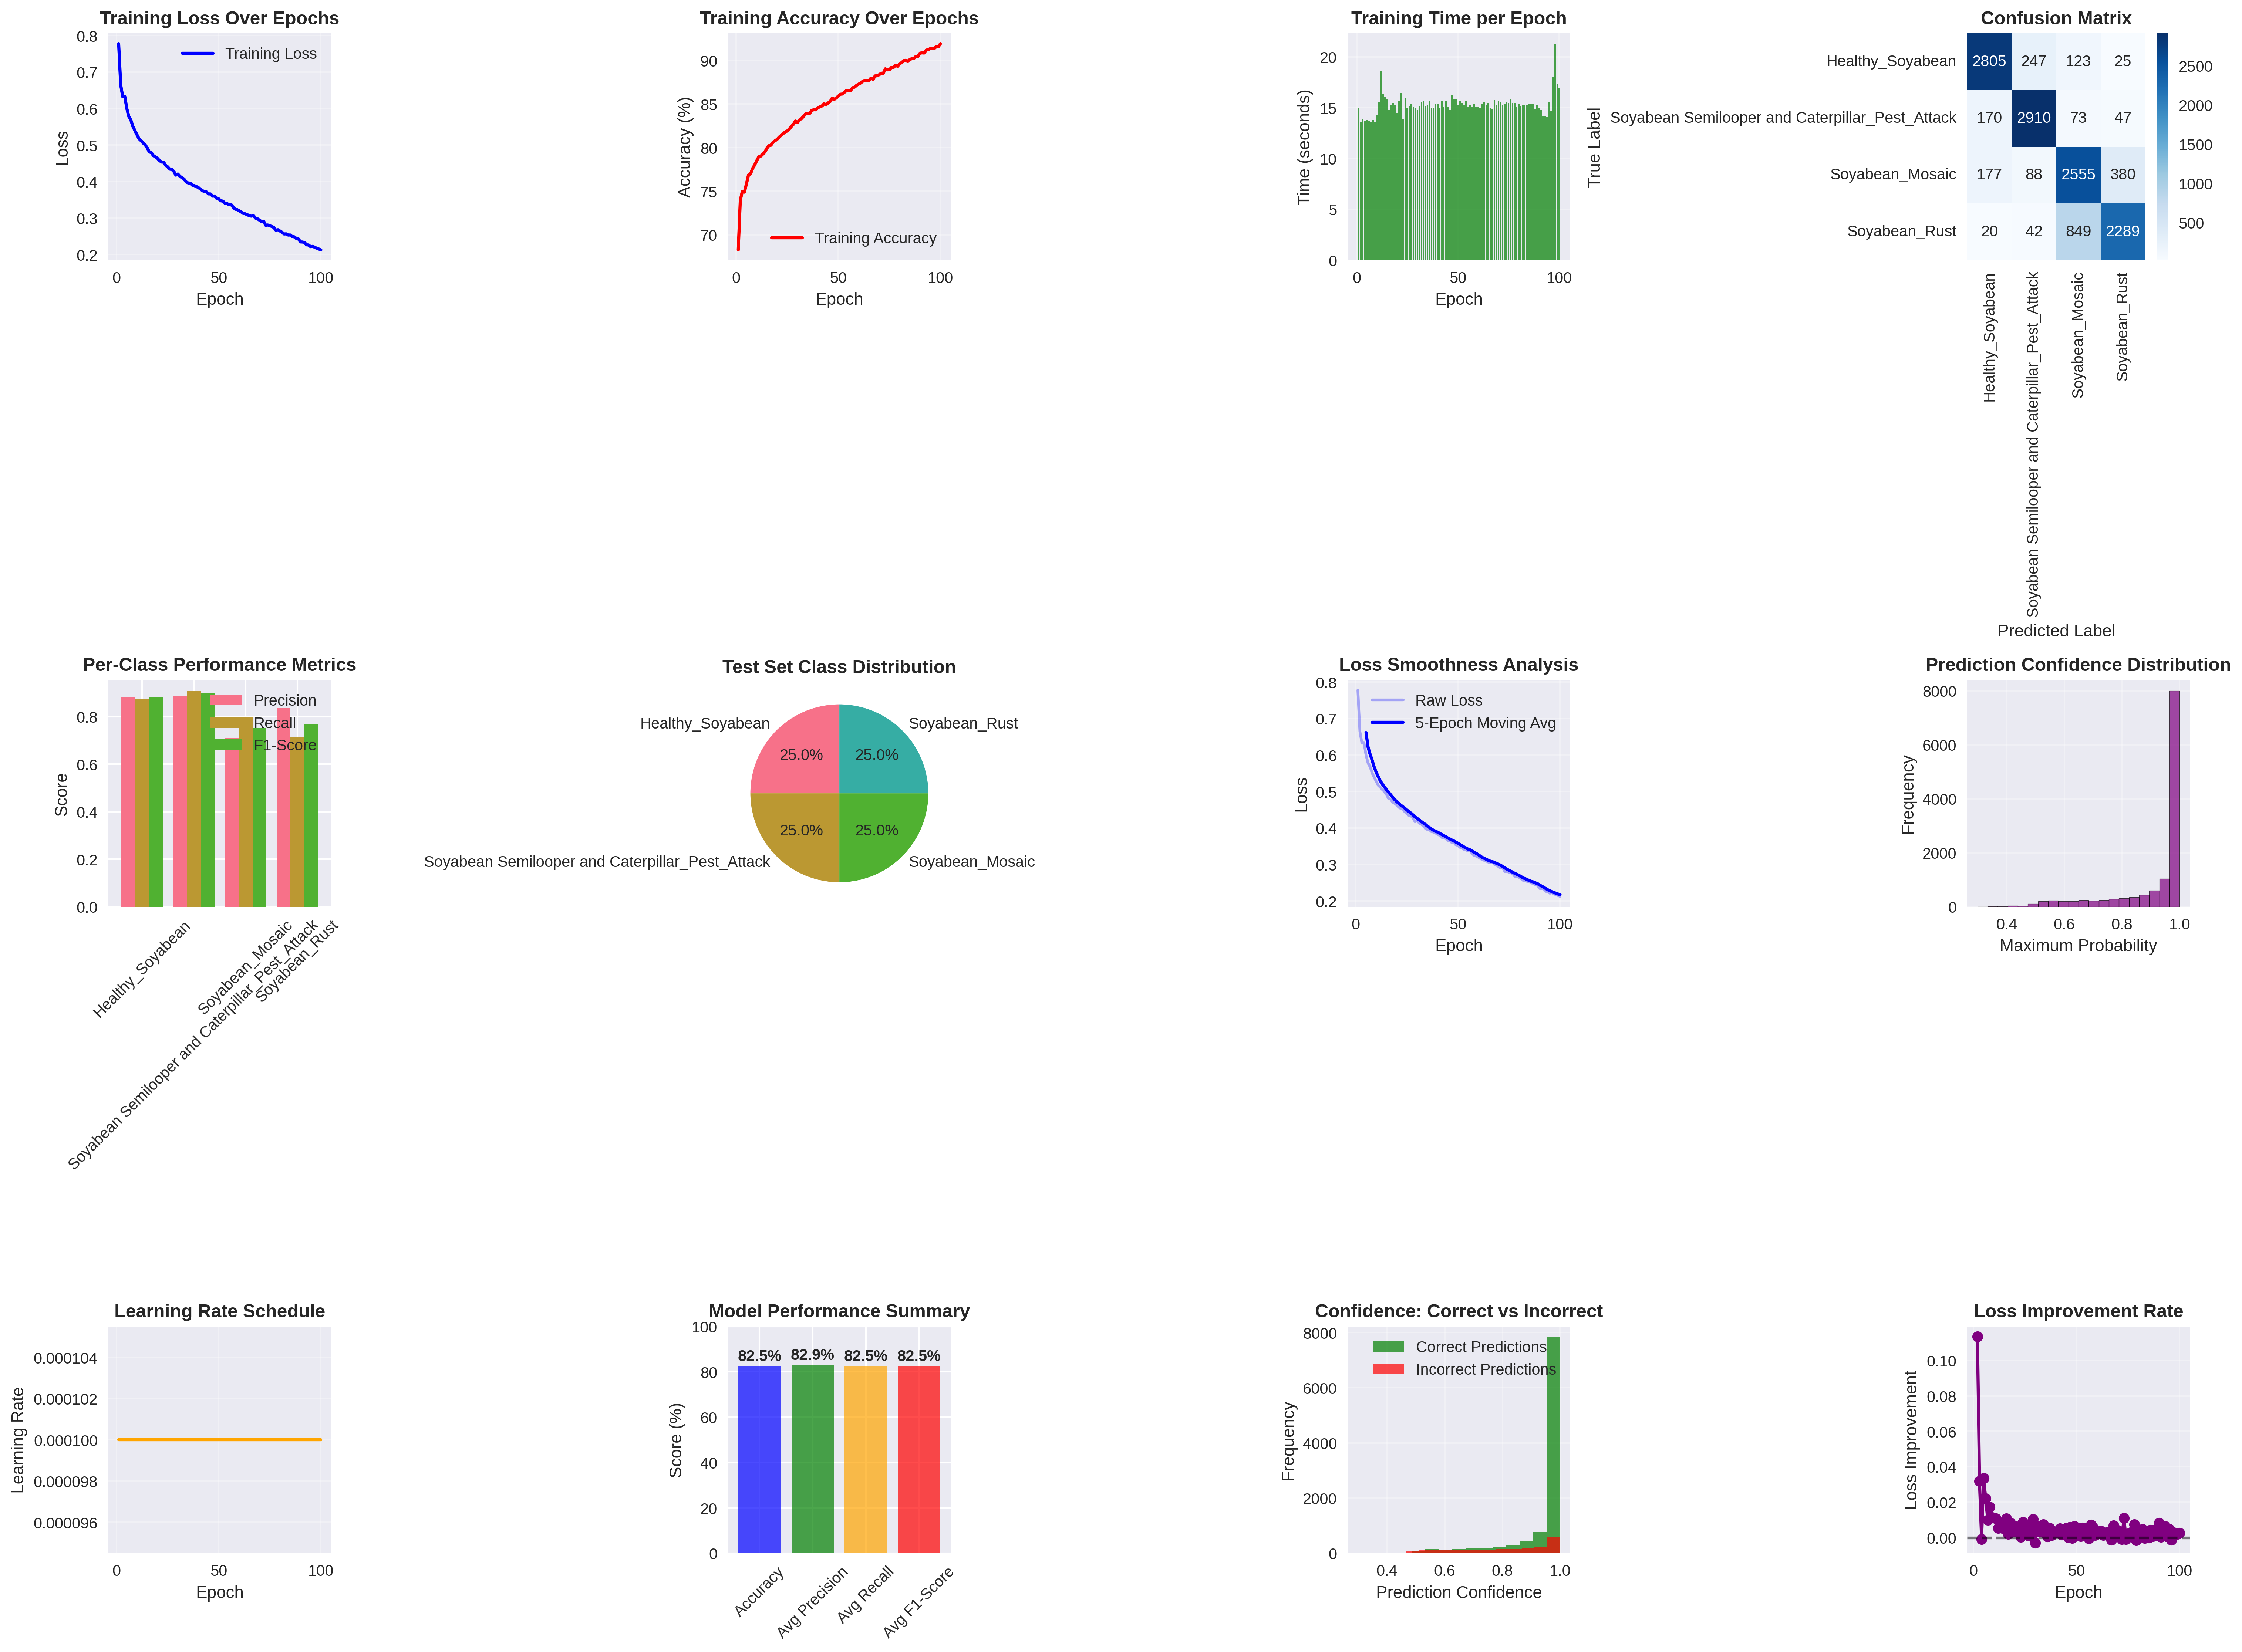 Training Loss Over Epochs
0.8
0.7
0.6
0.5
0.4
0.3
0.2
Loss
Training Loss
0
50
100
Epoch
Training Accuracy Over Epochs
90
85
80
75
70
Accuracy (%)
Training Accuracy
0
50
100
Epoch
Training Time per Epoch
20
15
10
5
0
Time (seconds)
0
50
100
Epoch
Confusion Matrix
True Label
Healthy_Soyabean
2805 247 123 25
Soyabean Semilooper and Caterpillar_Pest_Attack
170 2910 73 47
Soyabean_Mosaic
177 88 2555 380
Soyabean_Rust
20 42 849 2289
2500
2000
1500
1000
500
Healthy_Soyabean
Soyabean Semilooper and Caterpillar_Pest_Attack
Soyabean_Mosaic
Soyabean_Rust
Predicted Label
Per-Class Performance Metrics
Precision
Recall
F1-Score
0.8
0.6
0.4
0.2
0.0
Score
Healthy_Soyabean
Soyabean Semilooper and Caterpillar_Pest_Attack
Soyabean_Mosaic
Soyabean_Rust
Test Set Class Distribution
Healthy_Soyabean
Soyabean_Rust
25.0%
25.0%
25.0%
25.0%
Soyabean Semilooper and Caterpillar_Pest_Attack
Soyabean_Mosaic
Loss Smoothness Analysis
0.8
0.7
0.6
0.5
0.4
0.3
0.2
Loss
Raw Loss
5-Epoch Moving Avg
0
50
100
Epoch
Prediction Confidence Distribution
8000
6000
4000
2000
0
Frequency
0.4
0.6
0.8
1.0
Maximum Probability
Learning Rate Schedule
0.000104
0.000102
0.000100
0.000098
0.000096
Learning Rate
0
50
100
Epoch
Model Performance Summary
100
80
60
40
20
0
Score (%)
82.5%
82.9%
82.5%
82.5%
Accuracy
Avg Precision
Avg Recall
Avg F1-Score
Confidence: Correct vs Incorrect
8000
6000
4000
2000
0
Frequency
Correct Predictions
Incorrect Predictions
0.4
0.6
0.8
1.0
Prediction Confidence
Loss Improvement Rate
0.10
0.08
0.06
0.04
0.02
0.00
Loss Improvement
0
50
100
Epoch